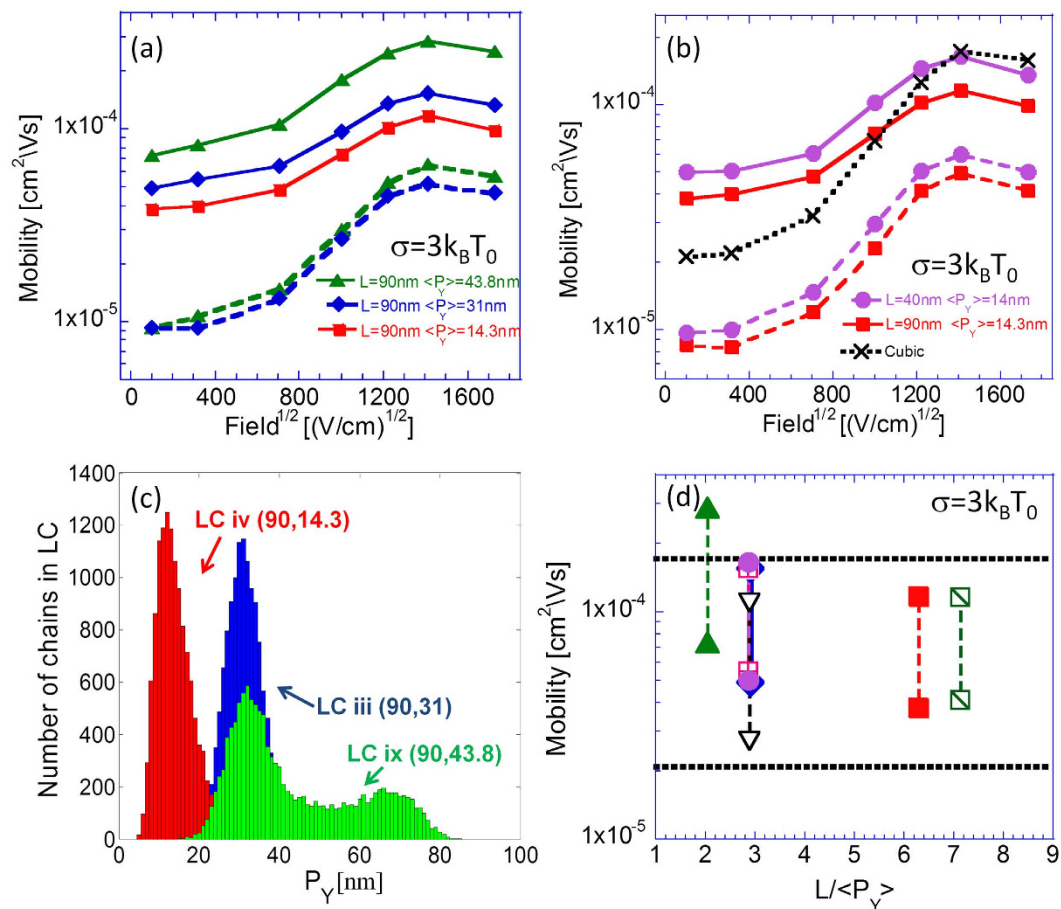 (a)
Mobility [cm²\Vs]
1x10⁻⁴
1x10⁻⁵
σ=3k_BT_0
L=90nm <P_Y>=43.8nm
L=90nm <P_Y>=31nm
L=90nm <P_Y>=14.3nm
0 400 800 1200 1600
Field^1/2 [(V/cm)^1/2]
(b)
Mobility [cm²\Vs]
1x10⁻⁴
1x10⁻⁵
σ=3k_BT_0
L=40nm <P_Y>=14nm
L=90nm <P_Y>=14.3nm
Cubic
0 400 800 1200 1600
Field^1/2 [(V/cm)^1/2]
(c)
Number of chains in LC
1400
1200
1000
800
600
400
200
0
LC iv (90,14.3)
LC iii (90,31)
LC ix (90,43.8)
0 20 40 60 80 100
P_Y [nm]
(d)
σ=3k_BT_0
Mobility [cm²\Vs]
1x10⁻⁴
1x10⁻⁵
1 2 3 4 5 6 7 8 9
L/<P_Y>